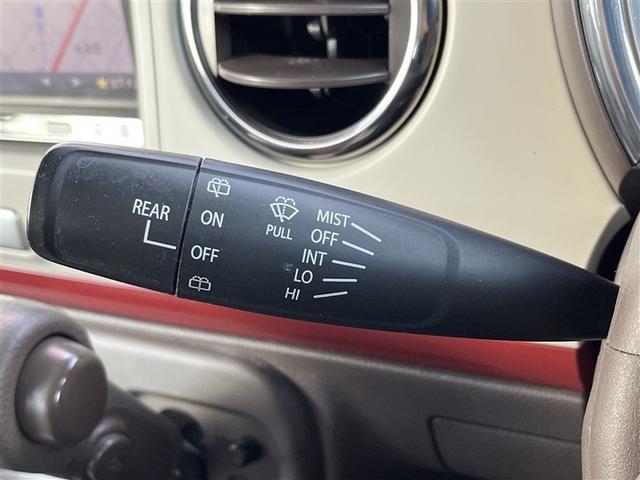 REAR
ON
OFF
PULL
MIST
OFF
INT
LO
HI